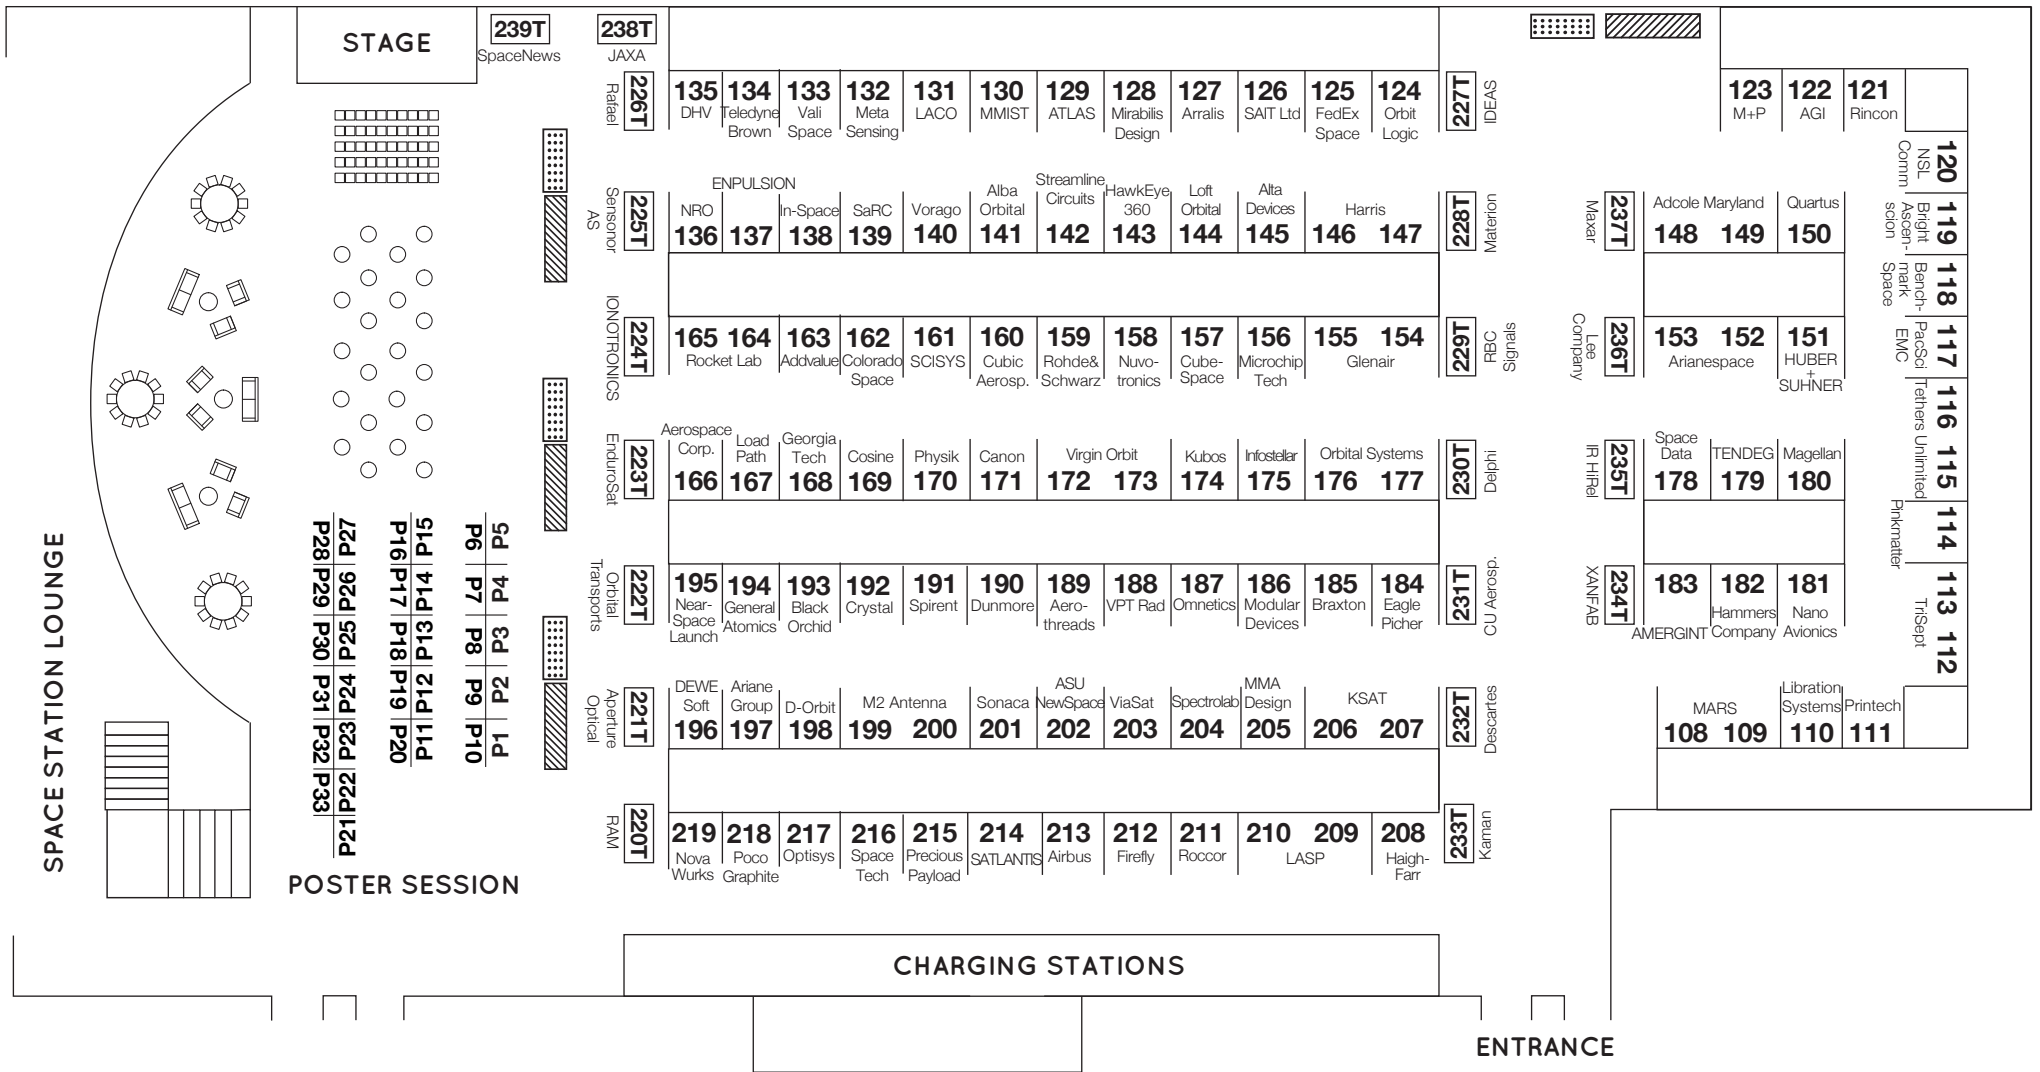 STAGE
239T
SpaceNews
238T
JAXA
226T
Rafael
135
DHV
134
Teledyne
Brown
133
Vali
Space
132
Meta
Sensing
131
LACO
130
MMIST
129
ATLAS
128
Mirabilis
Design
127
Arralis
126
SAIT Ltd
125
FedEx
Space
124
Orbit
Logic
227T
IDEAS
123
M+P
122
AGI
121
Rincon
120
NSL
Comm
119
Bright
Ascen-
scion
118
Bench-
mark
Space
117
PacSci
EMC
116 115
Tethers Unlimited
114
Pinkmatter
113 112
TriSept
225T
Sensonor
AS
NRO
136
ENPULSION
137
In-Space
138
SaRC
139
Vorago
140
Alba
Orbital
141
Streamline
Circuits
142
HawkEye
360
143
Loft
Orbital
144
Alta
Devices
145
Harris
146 147
228T
Materion
237T
Maxar
Adcole Maryland
148 149
Quartus
150
224T
IONOTRONICS
165 164
Rocket Lab
163
Addvalue
162
Colorado
Space
161
SCISYS
160
Cubic
Aerosp.
159
Rohde&
Schwarz
158
Nuvo-
tronics
157
Cube-
Space
156
Microchip
Tech
155 154
Glenair
229T
RBC
Signals
236T
Lee
Company
153 152
Arianespace
151
HUBER
+
SUHNER
223T
EnduroSat
Aerospace
Corp.
166
Load
Path
167
Georgia
Tech
168
Cosine
169
Physik
170
Canon
171
Virgin Orbit
172 173
Kubos
174
Infostellar
175
Orbital Systems
176 177
230T
Delphi
235T
IR HiRel
Space
Data
178
TENDEG
179
Magellan
180
222T
Orbital
Transports
195
Near-
Space
Launch
194
General
Atomics
193
Black
Orchid
192
Crystal
191
Spirent
190
Dunmore
189
Aero-
threads
188
VPT Rad
187
Omnetics
186
Modular
Devices
185
Braxton
184
Eagle
Picher
231T
CU Aerosp.
234T
XANFAB
183
AMERGINT
182
Hammers
Company
181
Nano
Avionics
221T
Aperture
Optical
DEWE
Soft
196
Ariane
Group
197
D-Orbit
198
M2 Antenna
199 200
Sonaca
201
ASU
NewSpace
202
ViaSat
203
Spectrolab
204
MMA
Design
205
KSAT
206 207
232T
Descartes
MARS
108 109
Libration
Systems
110
Printech
111
220T
RAM
219
Nova
Wurks
218
Poco
Graphite
217
Optisys
216
Space
Tech
215
Precious
Payload
214
SATLANTIS
213
Airbus
212
Firefly
211
Roccor
210 209
LASP
208
Haigh-
Farr
233T
Kaman
P28 P27
P29 P26
P30 P25
P31 P24
P32 P23
P33 P22
P21
P16 P15
P17 P14
P18 P13
P19 P12
P20 P11
P6 P5
P7 P4
P8 P3
P9 P2
P10 P1
SPACE STATION LOUNGE
POSTER SESSION
CHARGING STATIONS
ENTRANCE